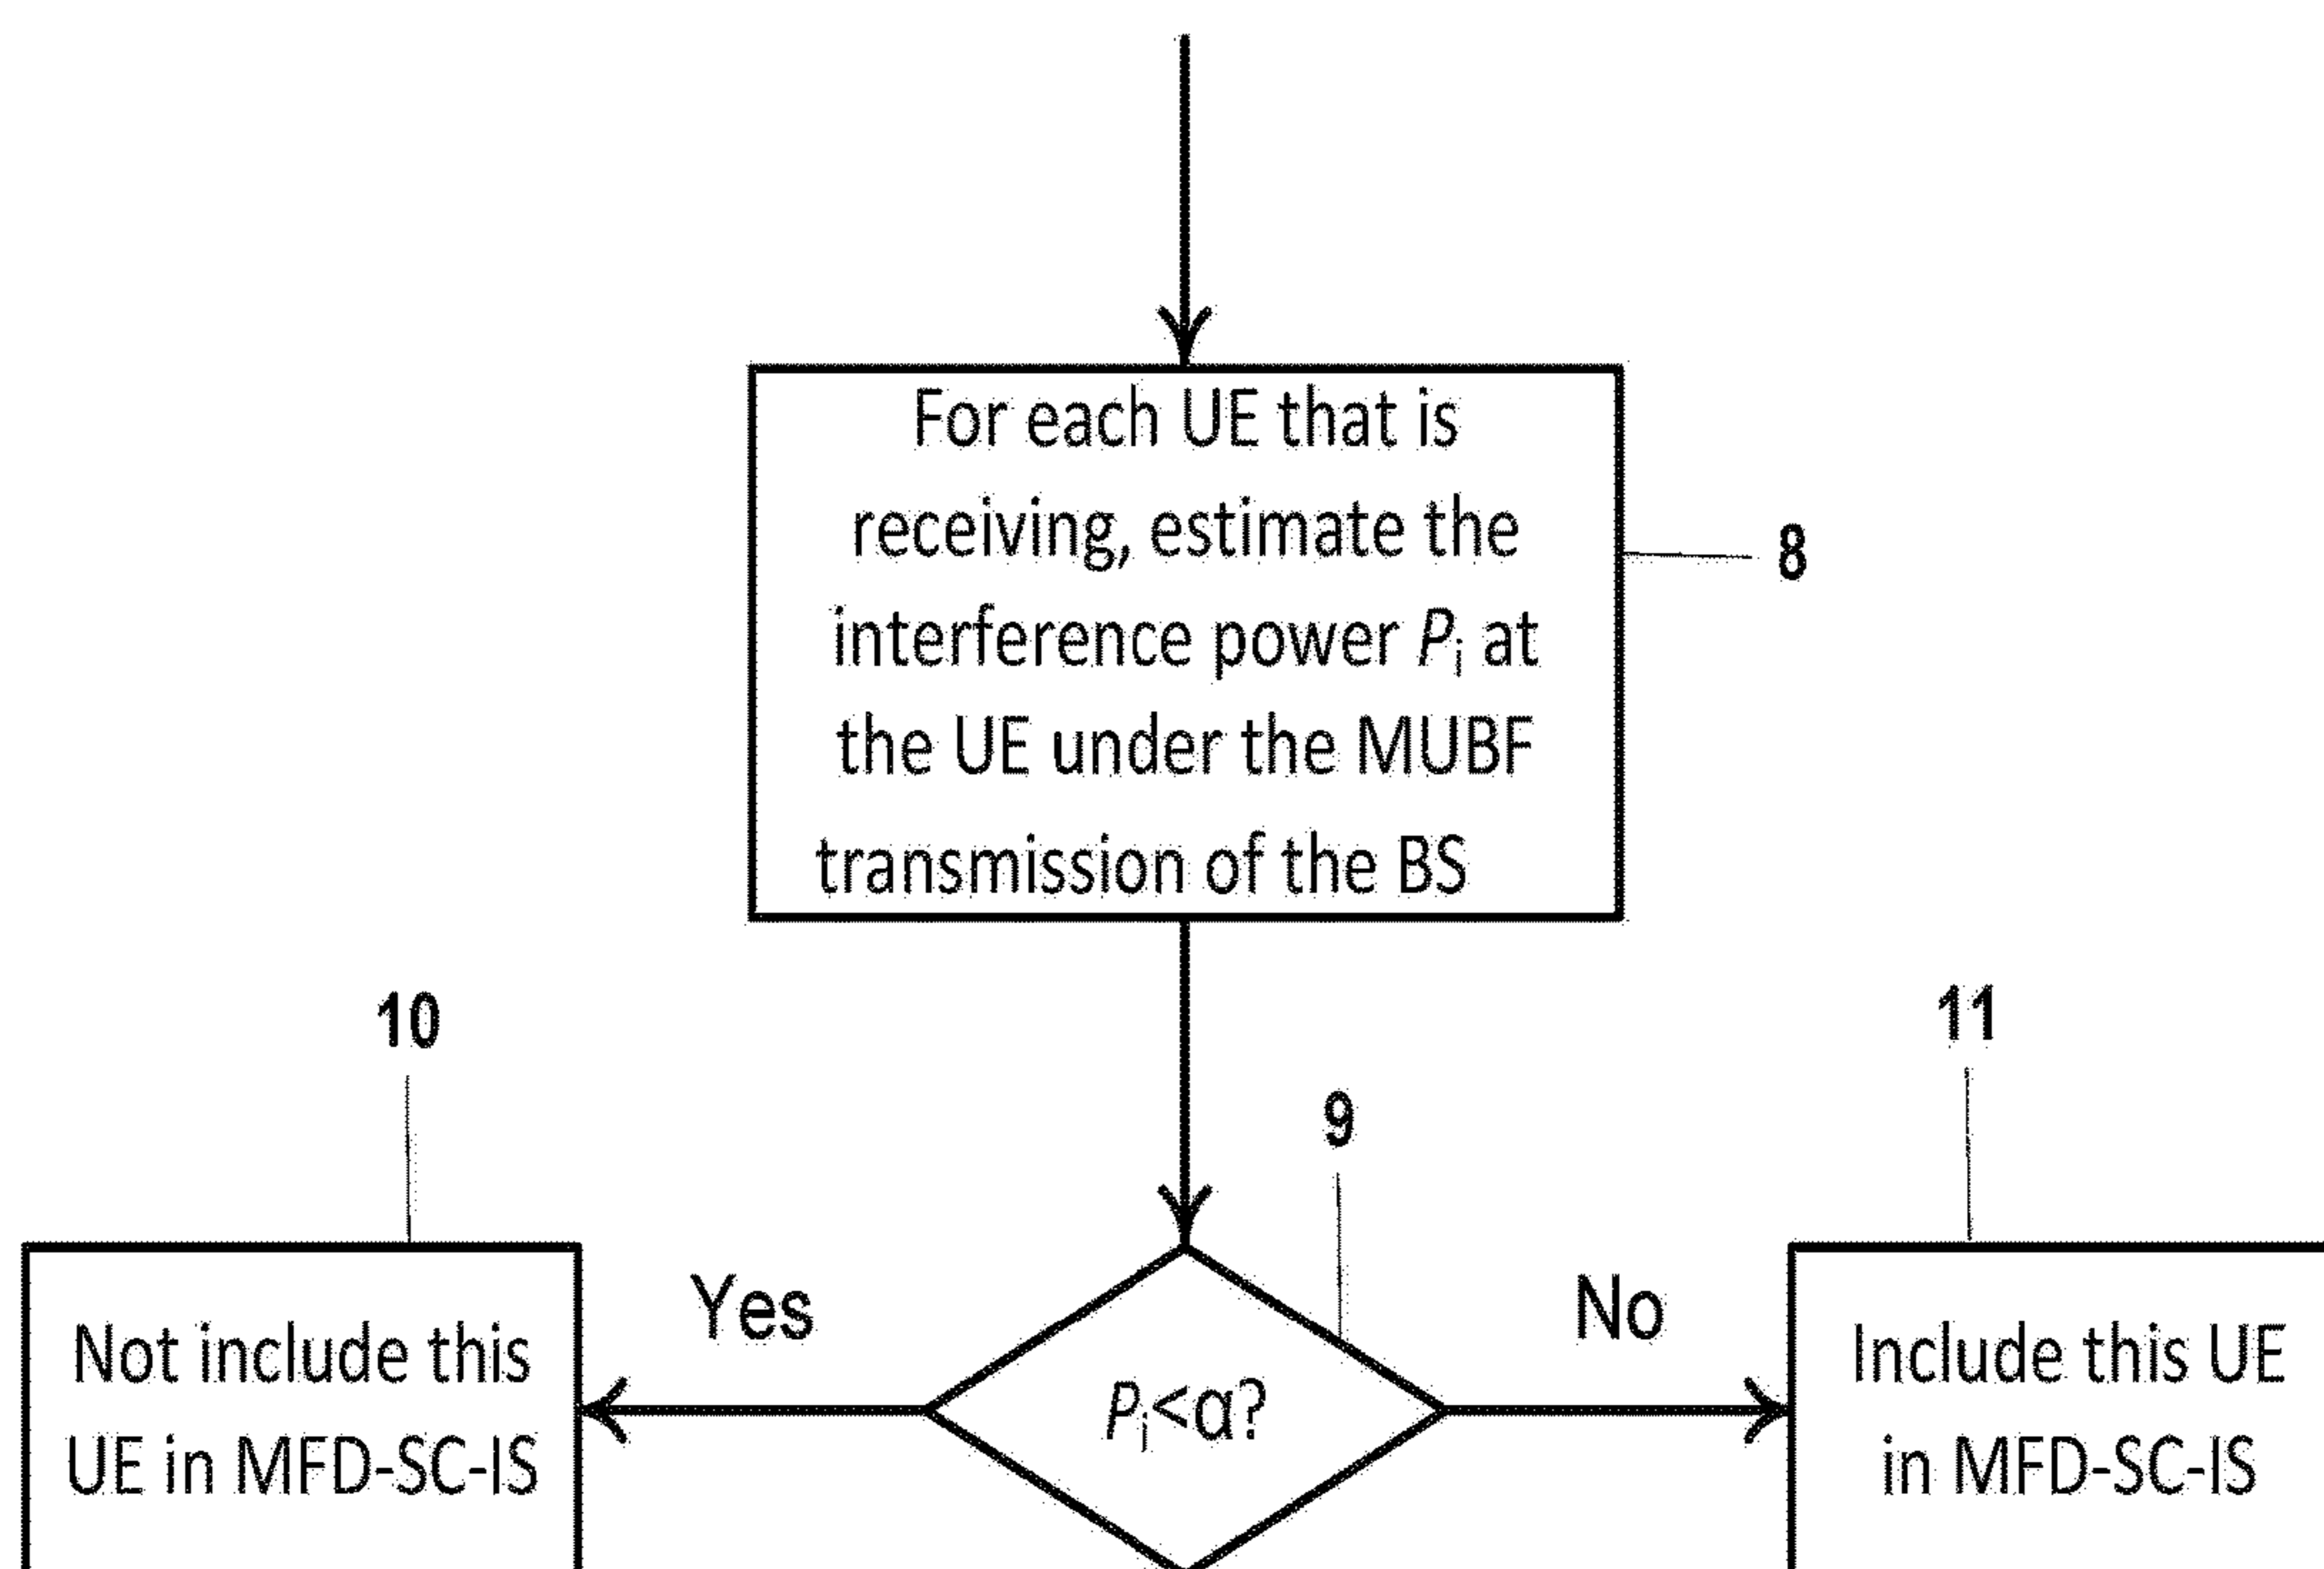 For each UE that is
receiving, estimate the
interference power Pi at
the UE under the MUBF
transmission of the BS
8
10
11
9
Yes
No
Not include this
UE in MFD-SC-IS
Pi<α?
Include this UE
in MFD-SC-IS